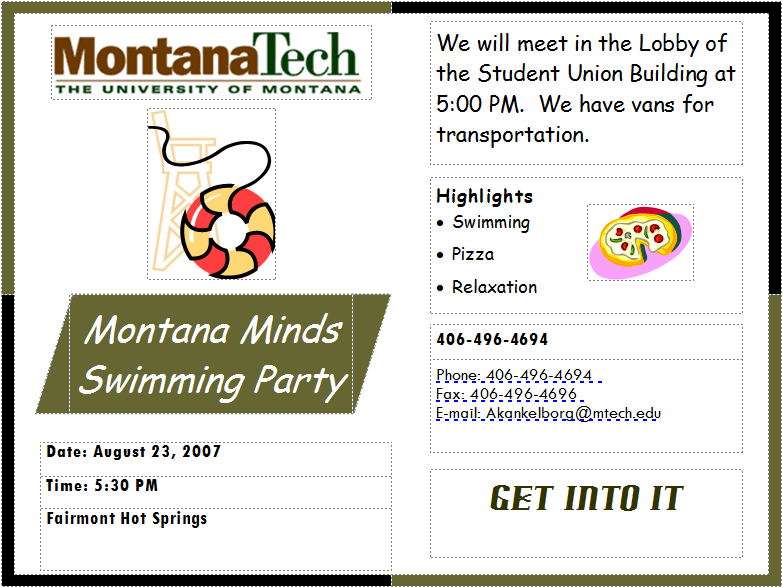 MontanaTech
THE UNIVERSITY OF MONTANA
Montana Minds
Swimming Party
Date: August 23, 2007
Time: 5:30 PM
Fairmont Hot Springs
We will meet in the Lobby of
the Student Union Building at
5:00 PM. We have vans for
transportation.
Highlights
• Swimming
• Pizza
• Relaxation
406-496-4694
Phone: 406-496-4694
Fax: 406-496-4696
E-mail: Akankelborg@mtech.edu
GET INTO IT